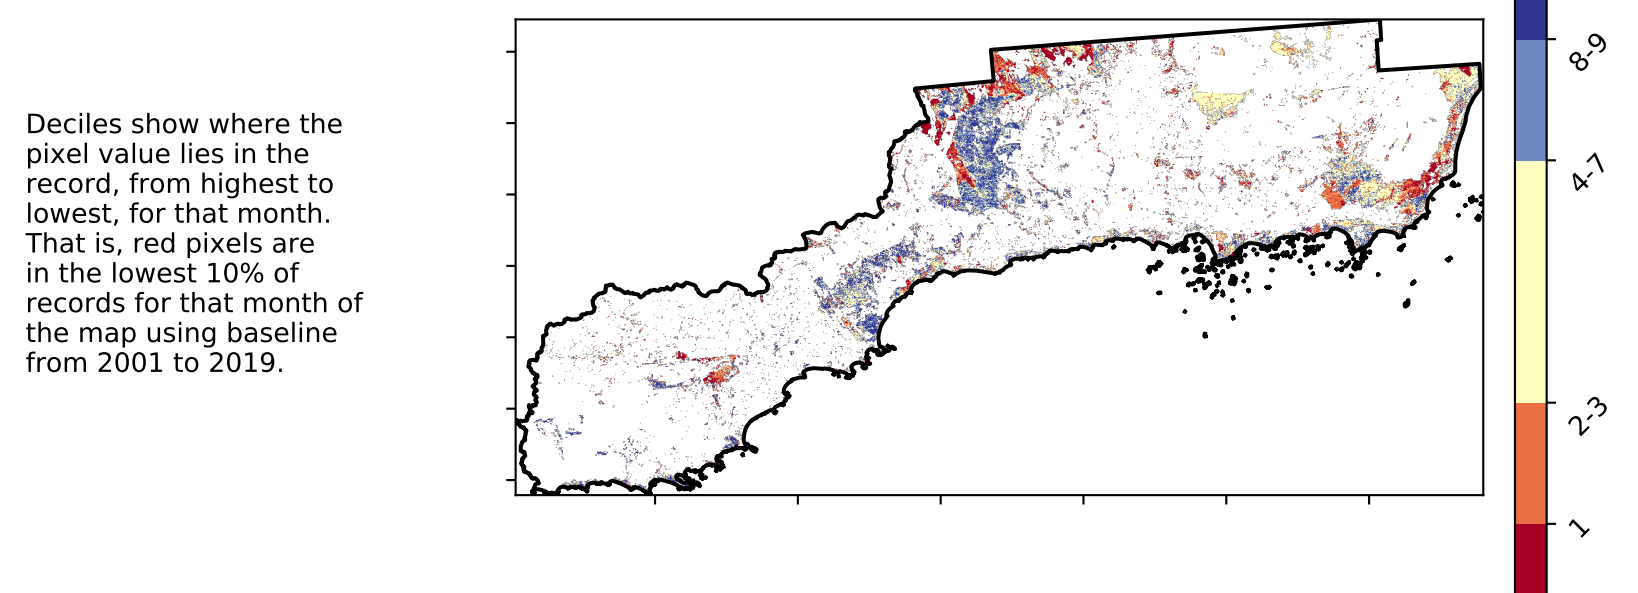 Deciles show where the
pixel value lies in the
record, from highest to
lowest, for that month.
That is, red pixels are
in the lowest 10% of
records for that month of
the map using baseline
from 2001 to 2019.
8-9
4-7
2-3
1